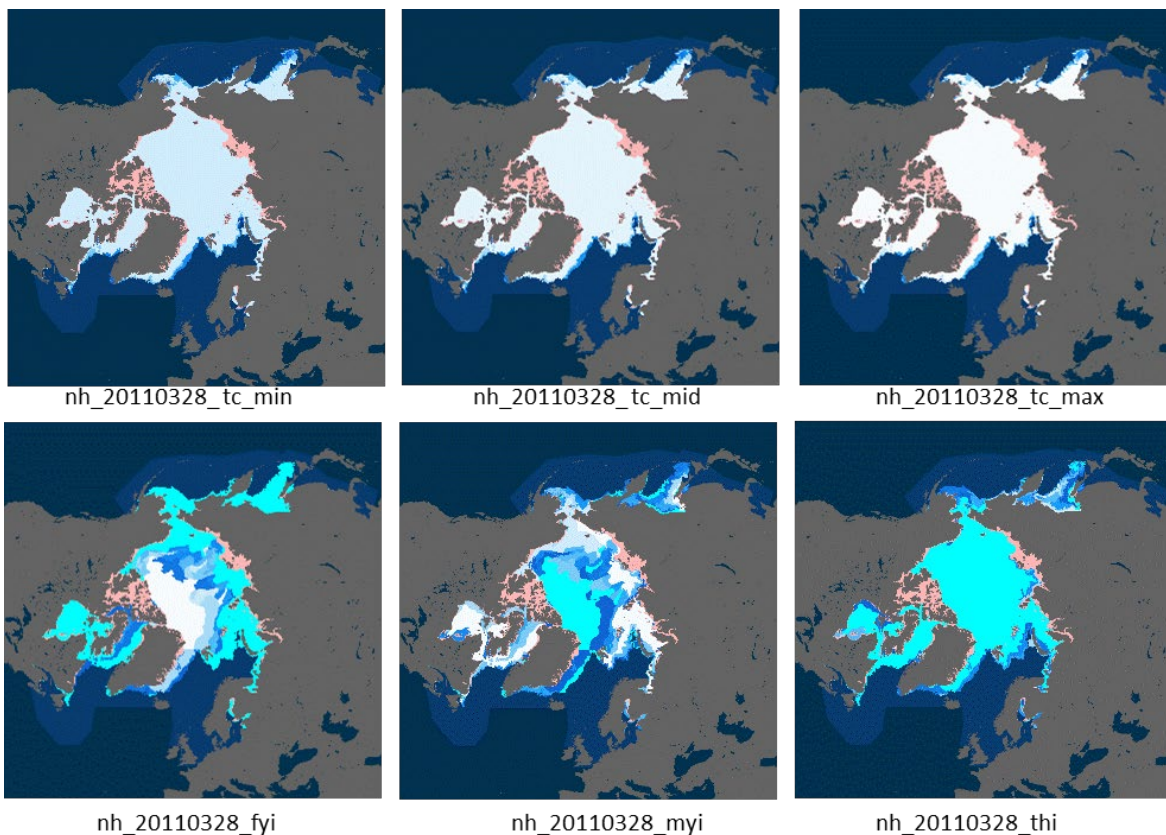 nh_20110328_tc_min
nh_20110328_tc_mid
nh_20110328_tc_max
nh_20110328_fyi
nh_20110328_myi
nh_20110328_thi